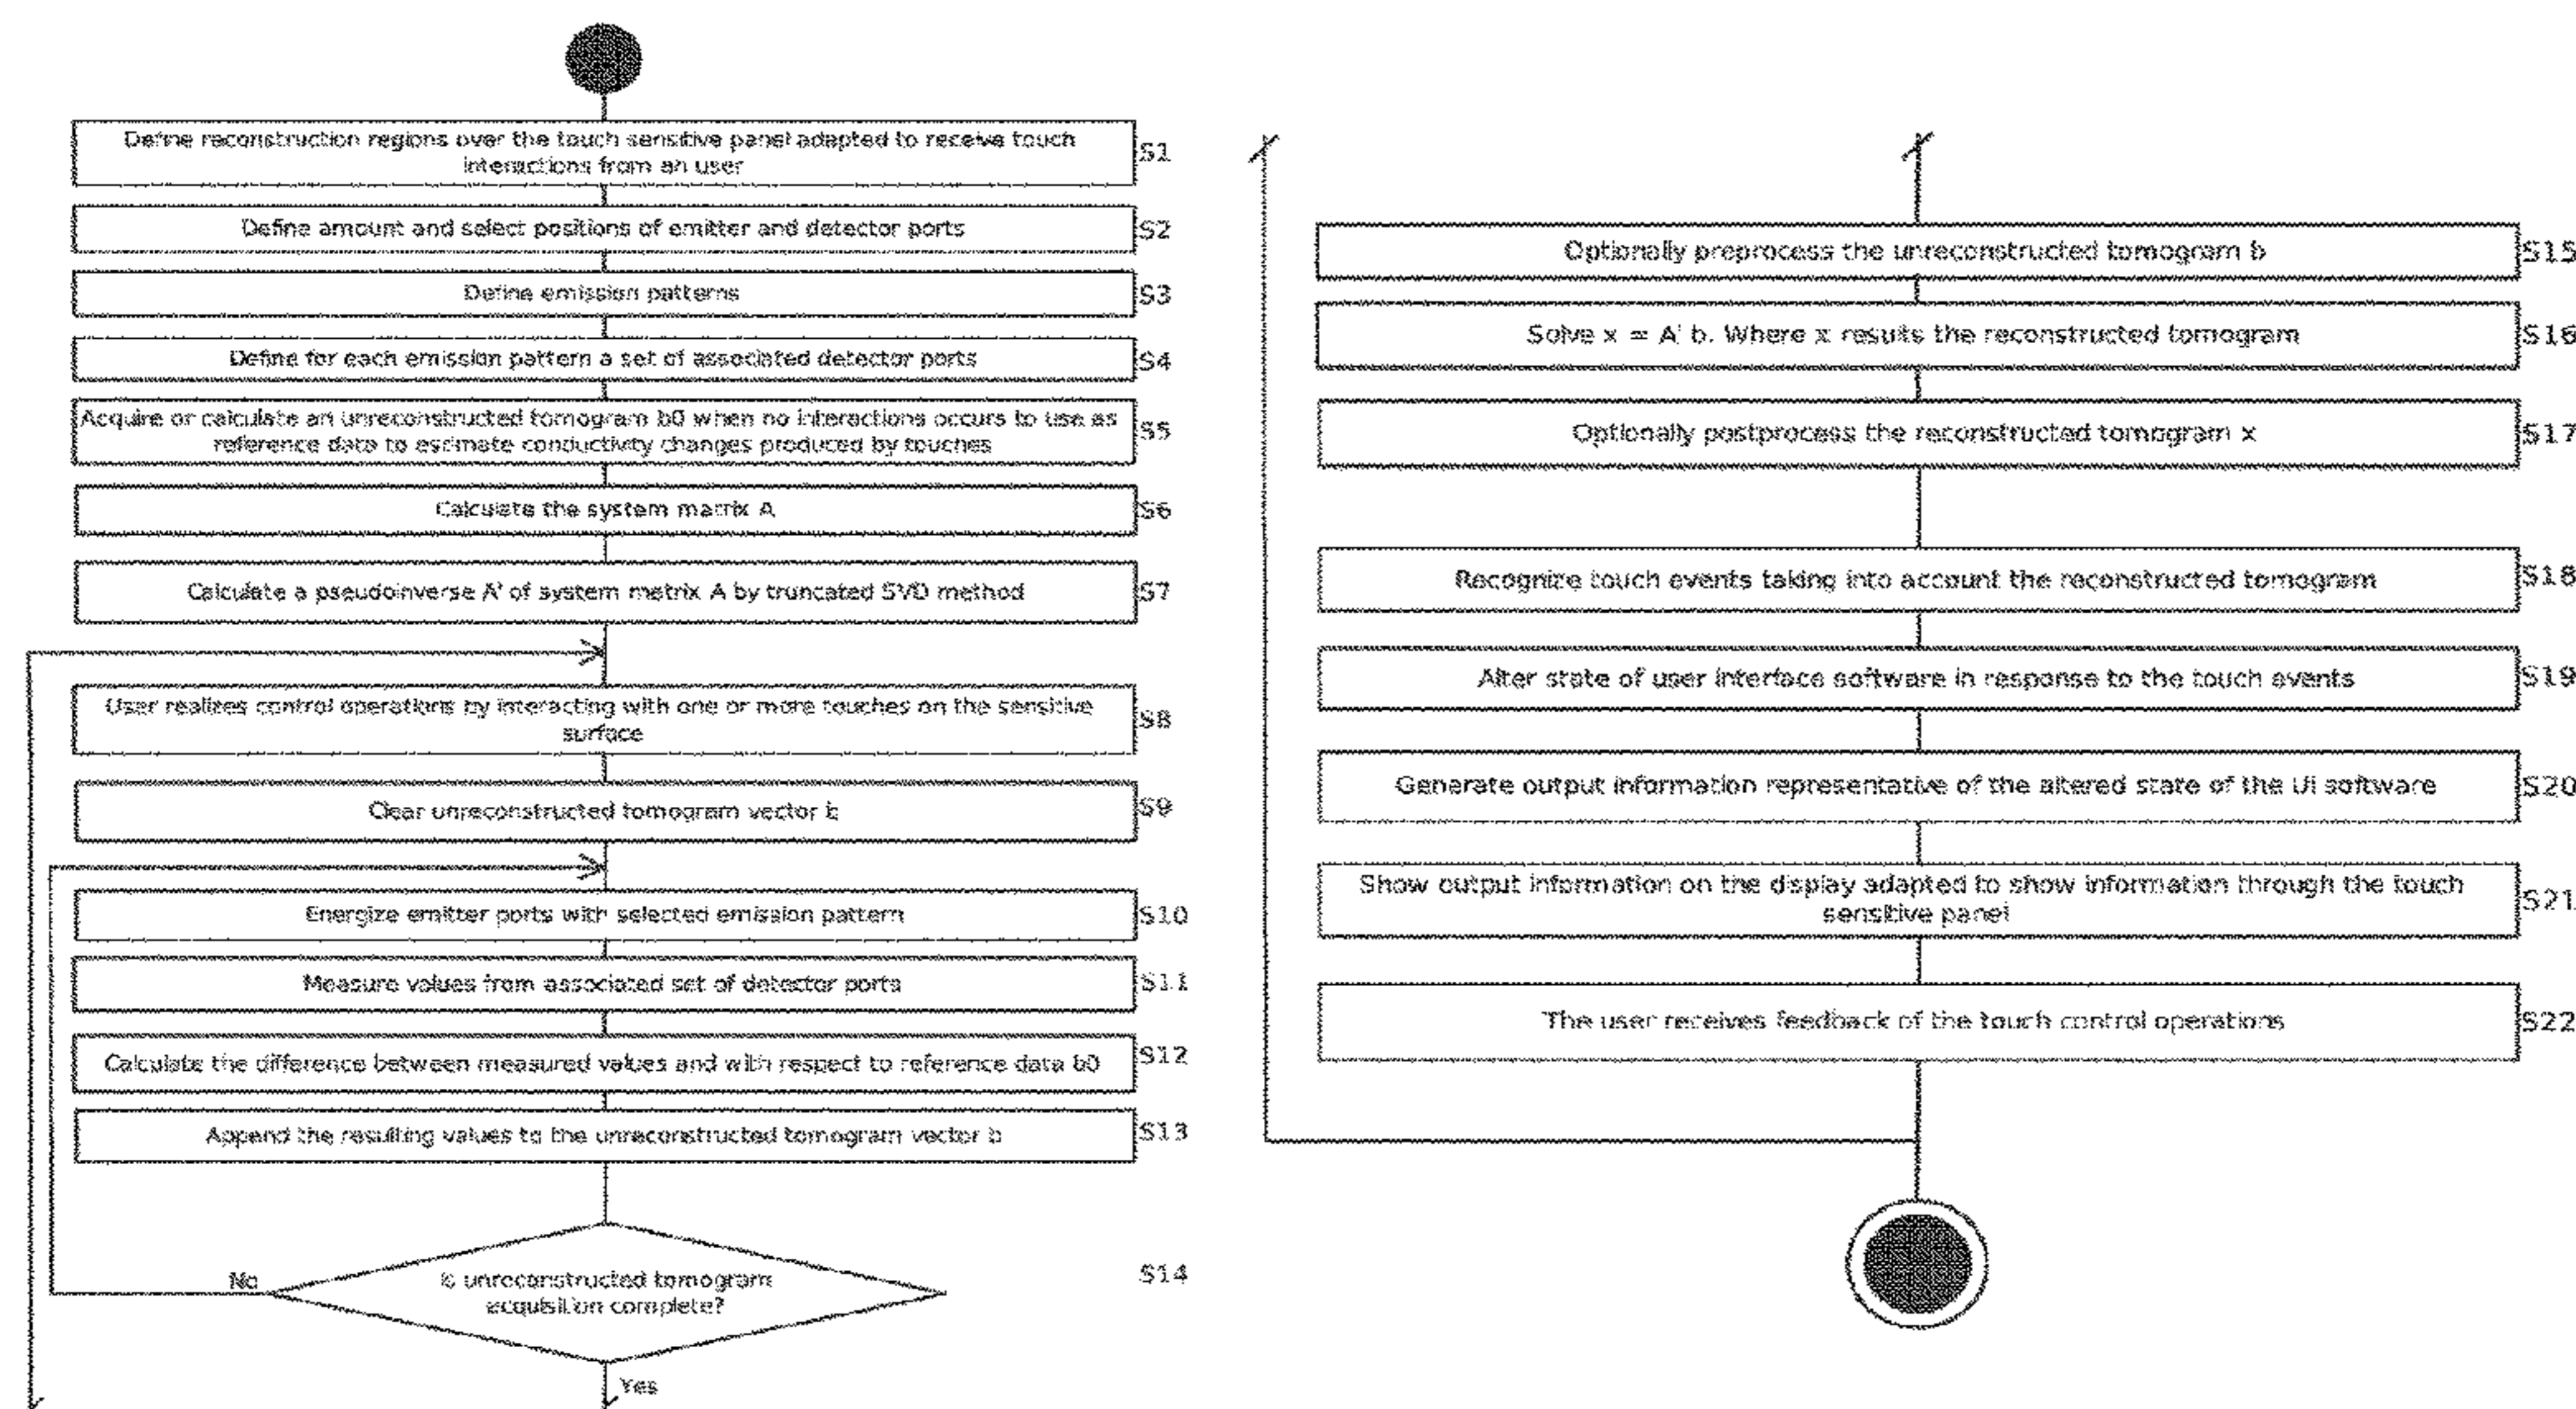 Define reconstruction regions over the touch sensitive panel adapted to receive touch
interactions from an user
S1
Define amount and select positions of emitter and detector ports
S2
Define emission patterns
S3
Define for each emission pattern a set of associated detector ports
S4
Acquire or calculate an unreconstructed tomogram b0 when no interactions occurs to use as
reference data to estimate conductivity changes produced by touches
S5
Calculate the system matrix A
S6
Calculate a pseudoinverse A' of system matrix A by truncated SVD method
S7
User realizes control operations by interacting with one or more touches on the sensitive
surface
S8
Clear unreconstructed tomogram vector b
S9
Energize emitter ports with selected emission pattern
S10
Measure values from associated set of detector ports
S11
Calculate the difference between measured values and with respect to reference data b0
S12
Append the resulting values to the unreconstructed tomogram vector b
S13
Is unreconstructed tomogram
acquisition complete?
S14
No
Yes
Optionally preprocess the unreconstructed tomogram b
S15
Solve x = A' b. Where x results the reconstructed tomogram
S16
Optionally postprocess the reconstructed tomogram x
S17
Recognize touch events taking into account the reconstructed tomogram
S18
Alter state of user interface software in response to the touch events
S19
Generate output information representative of the altered state of the UI software
S20
Show output information on the display adapted to show information through the touch
sensitive panel
S21
The user receives feedback of the touch control operations
S22